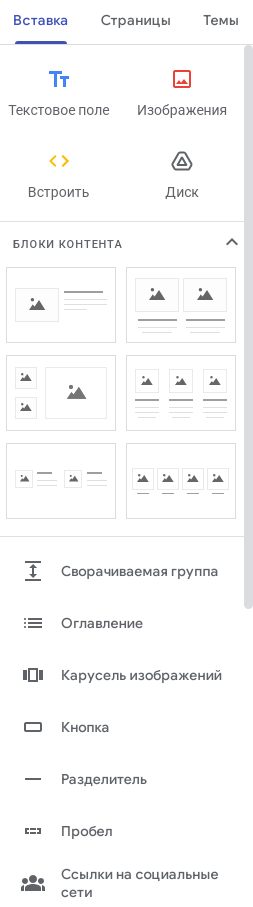 Вставка Страницы Темы
Текстовое поле Изображения
Встроить Диск
БЛОКИ КОНТЕНТА
Сворачиваемая группа
Оглавление
Карусель изображений
Кнопка
Разделитель
Пробел
Ссылки на социальные
сети